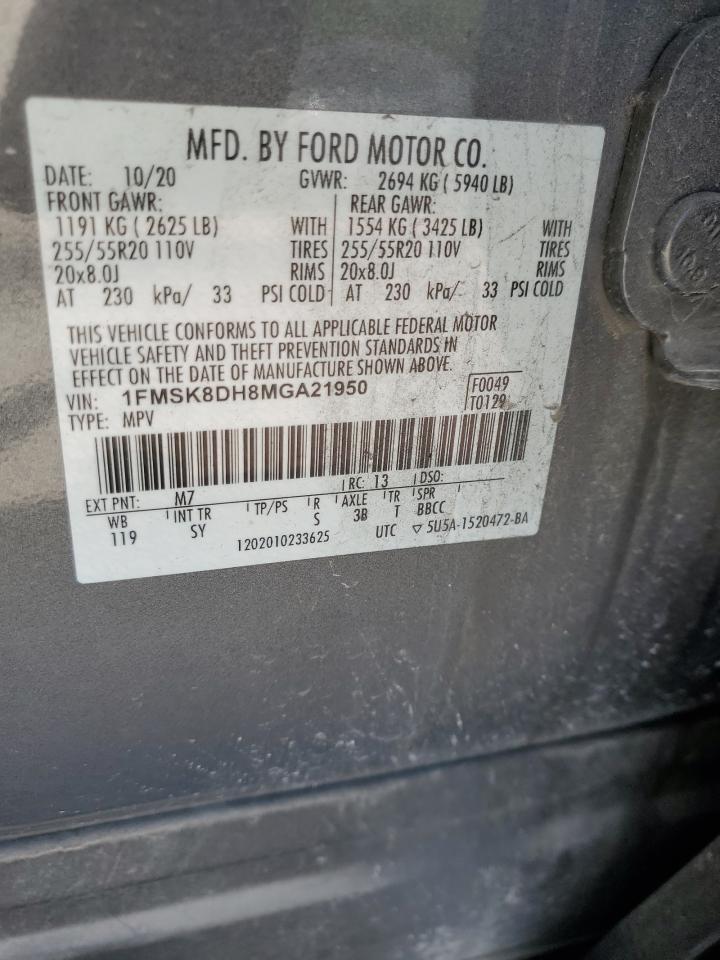 MFD. BY FORD MOTOR CO.
DATE: 10/20 GVWR: 2694 KG ( 5940 LB)
FRONT GAWR: REAR GAWR:
1191 KG ( 2625 LB) WITH 1554 KG ( 3425 LB) WITH
255/55R20 110V TIRES 255/55R20 110V TIRES
20x8.0J RIMS 20x8.0J RIMS
AT 230 kPa/ 33 PSI COLD AT 230 kPa/ 33 PSI COLD
THIS VEHICLE CONFORMS TO ALL APPLICABLE FEDERAL MOTOR
VEHICLE SAFETY AND THEFT PREVENTION STANDARDS IN
EFFECT ON THE DATE OF MANUFACTURE SHOWN ABOVE.
VIN: 1FMSK8DH8MGA21950 F0049
TYPE: MPV T0129
EXT PNT: M7 RC: 13 DSO:
WB INT TR TP/PS R AXLE TR SPR
119 SY S 3B T BBCC
1202010233625 UTC ▽ 5U5A-1520472-BA